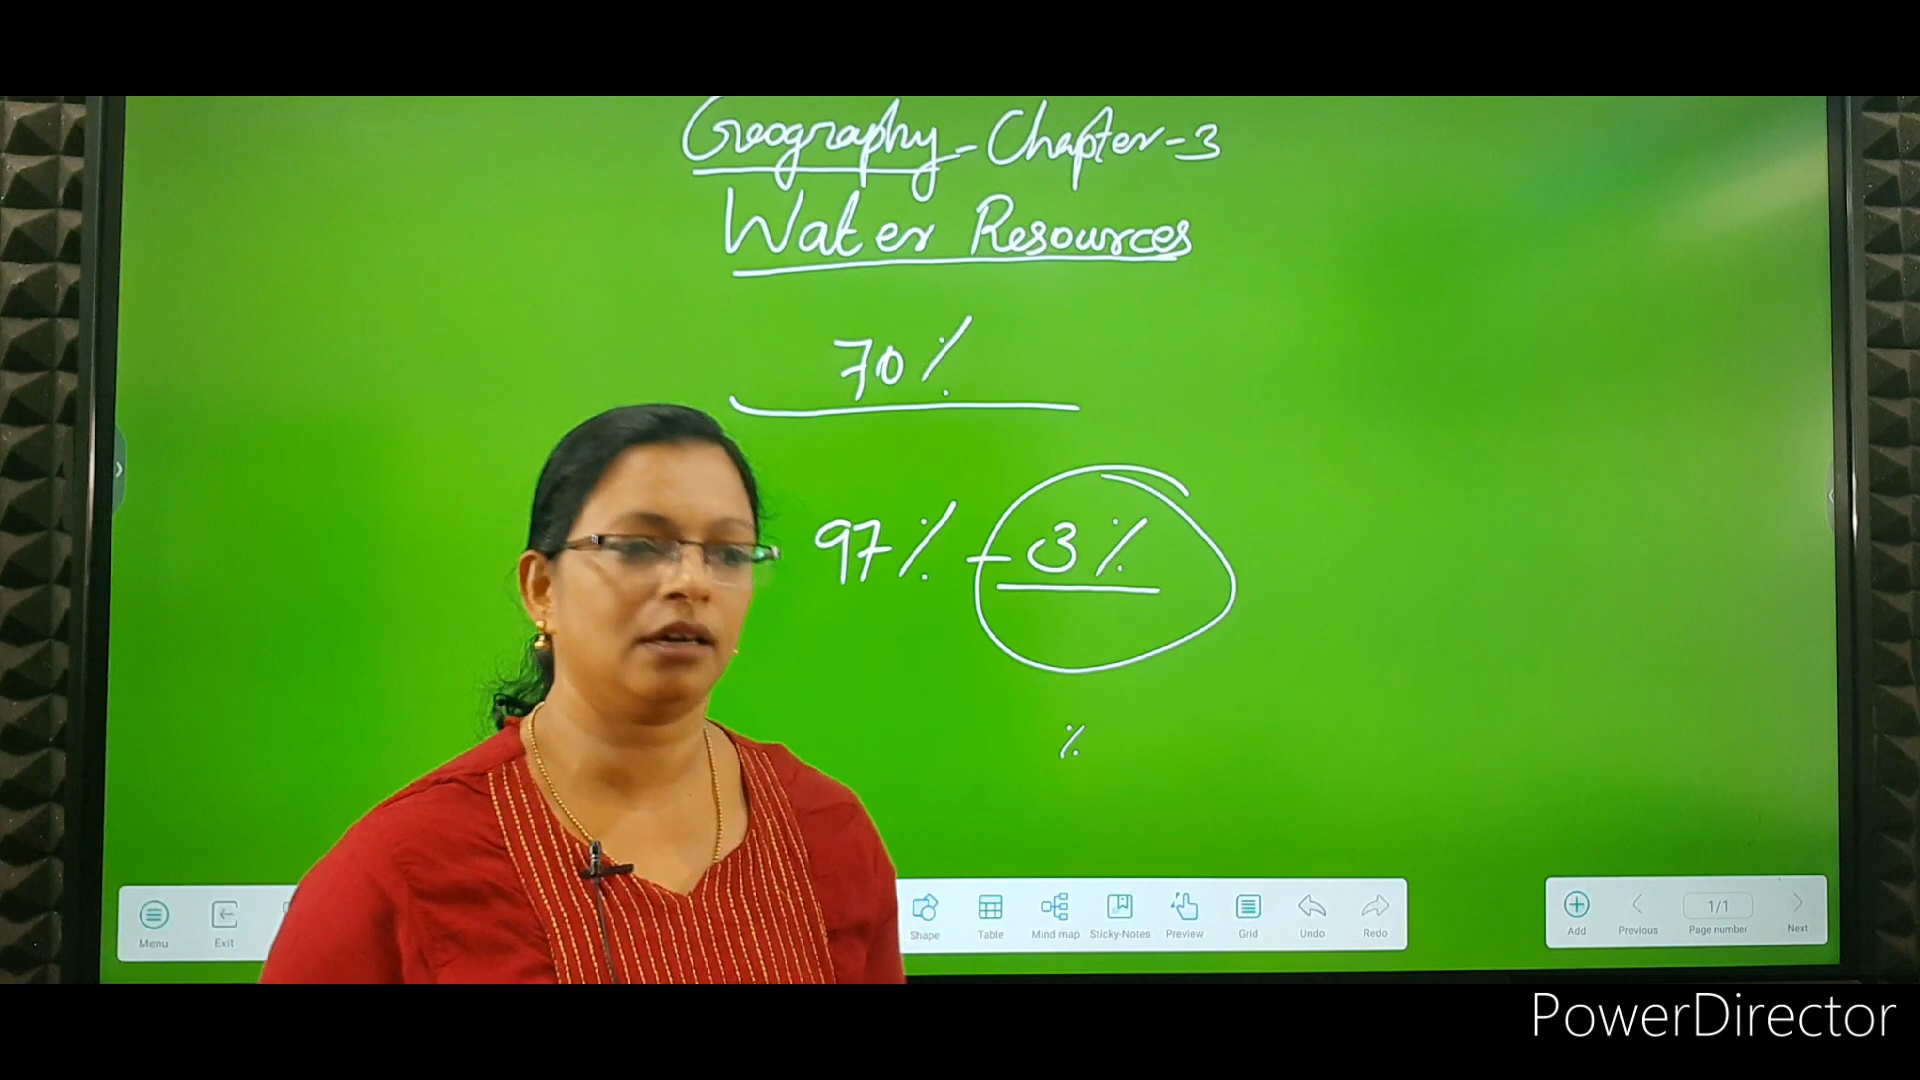 Geography - Chapter - 3
Water Resources
70%
97% - 3%
%
Menu Exit Shape Table Mind map Sticky-Notes Preview Grid Undo Redo Add Previous 1/1 Page number Next
PowerDirector